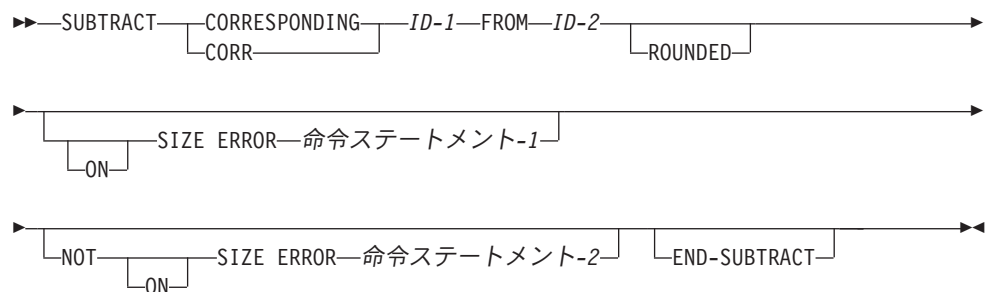 SUBTRACT CORRESPONDING ID-1 FROM ID-2
CORR ROUNDED
SIZE ERROR 命令ステートメント-1
ON
NOT SIZE ERROR 命令ステートメント-2 END-SUBTRACT
ON